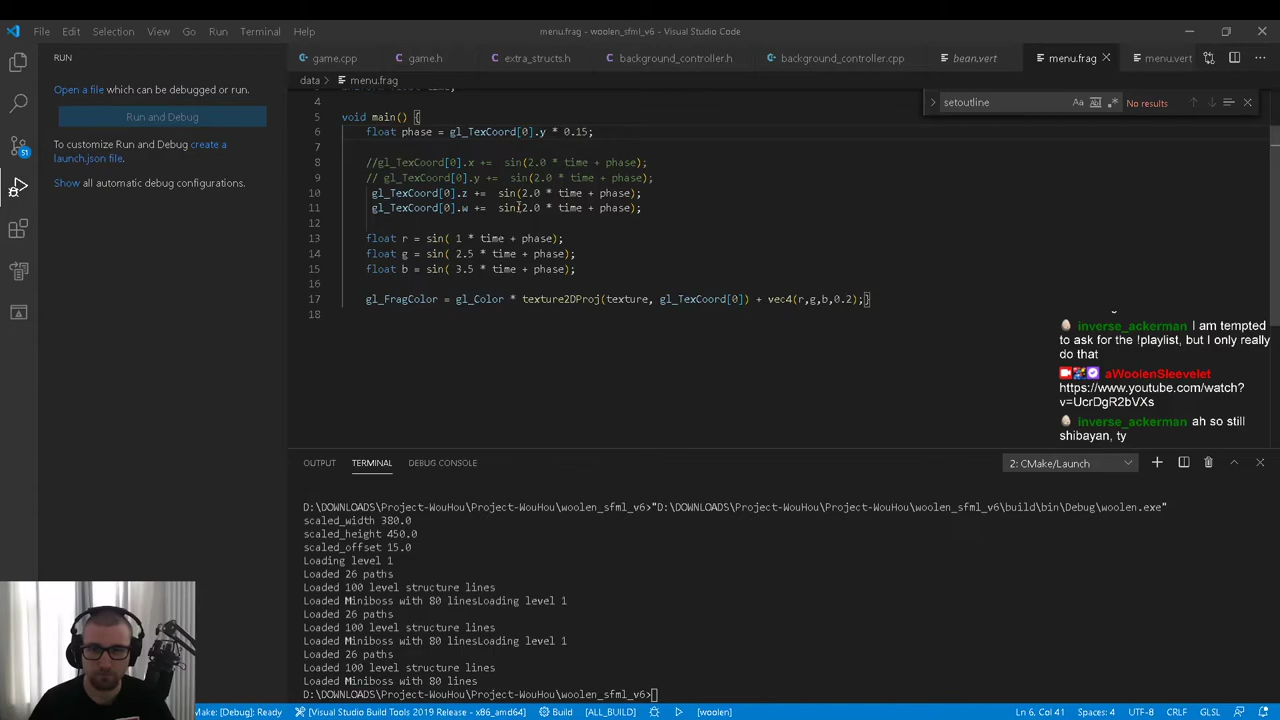 File Edit Selection View Go Run Terminal Help
menu.frag - woolen_sfml_v6 - Visual Studio Code
RUN
game.cpp game.h extra_structs.h background_controller.h background_controller.cpp bean.vert menu.frag menu.vert
data > menu.frag
Open a file which can be debugged or run.
Run and Debug
To customize Run and Debug create a
launch.json file.
Show all automatic debug configurations.
51
setoutline
Aa Abl .* No results
4
5 void main() {
6 float phase = gl_TexCoord[0].y * 0.15;
7
8 //gl_TexCoord[0].x += sin(2.0 * time + phase);
9 // gl_TexCoord[0].y += sin(2.0 * time + phase);
10 gl_TexCoord[0].z += sin(2.0 * time + phase);
11 gl_TexCoord[0].w += sin(2.0 * time + phase);
12
13 float r = sin( 1 * time + phase);
14 float g = sin( 2.5 * time + phase);
15 float b = sin( 3.5 * time + phase);
16
17 gl_FragColor = gl_Color * texture2DProj(texture, gl_TexCoord[0]) + vec4(r,g,b,0.2);}
18
inverse_ackerman I am tempted
to ask for the !playlist, but I only really
do that
aWoolenSleevelet
https://www.youtube.com/watch?
v=UcrDgR2bVXs
inverse_ackerman ah so still
shibayan, ty
OUTPUT TERMINAL DEBUG CONSOLE
2: CMake/Launch
D:\DOWNLOADS\Project-WouHou\Project-WouHou\woolen_sfml_v6>"D:\DOWNLOADS\Project-WouHou\Project-WouHou\woolen_sfml_v6\build\bin\Debug\woolen.exe"
scaled_width 380.0
scaled_height 450.0
scaled_offset 15.0
Loading level 1
Loaded 26 paths
Loaded 100 level structure lines
Loaded Miniboss with 80 linesLoading level 1
Loaded 26 paths
Loaded 100 level structure lines
Loaded Miniboss with 80 linesLoading level 1
Loaded 26 paths
Loaded 100 level structure lines
Loaded Miniboss with 80 lines
D:\DOWNLOADS\Project-WouHou\Project-WouHou\woolen_sfml_v6>
Make: [Debug]: Ready [Visual Studio Build Tools 2019 Release - x86_amd64] Build [ALL_BUILD] [woolen] Ln 6, Col 41 Spaces: 4 UTF-8 CRLF GLSL